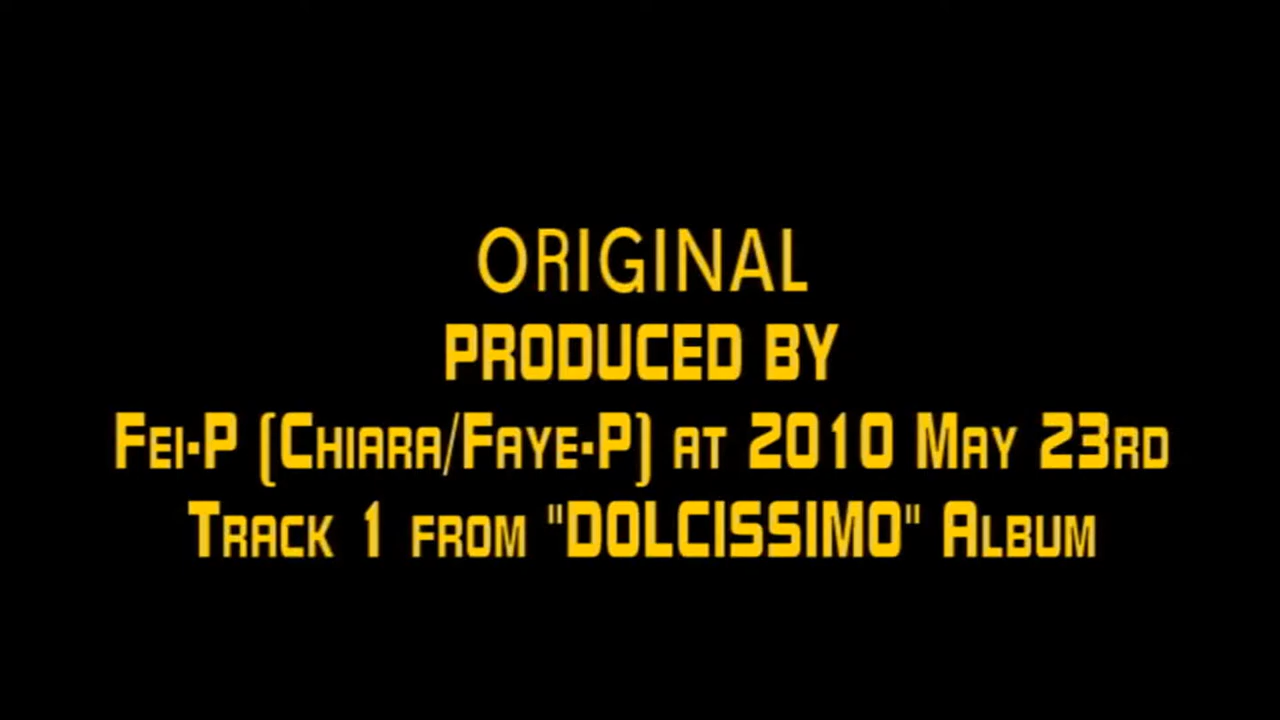 ORIGINAL
PRODUCED BY
FEI-P (CHIARA/FAYE-P) AT 2010 MAY 23RD
TRACK 1 FROM "DOLCISSIMO" ALBUM